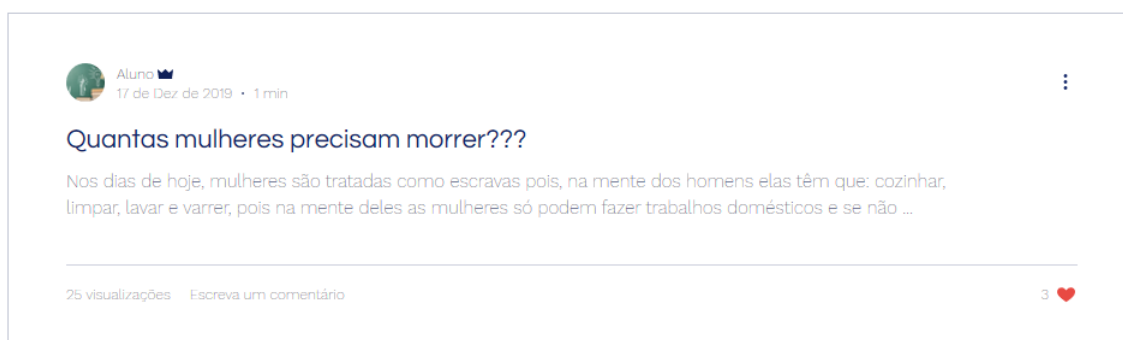 Aluno
17 de Dez de 2019 • 1 min
Quantas mulheres precisam morrer???
Nos dias de hoje, mulheres são tratadas como escravas pois, na mente dos homens elas têm que: cozinhar,
limpar, lavar e varrer, pois na mente deles as mulheres só podem fazer trabalhos domésticos e se não ...
25 visualizações Escreva um comentário 3